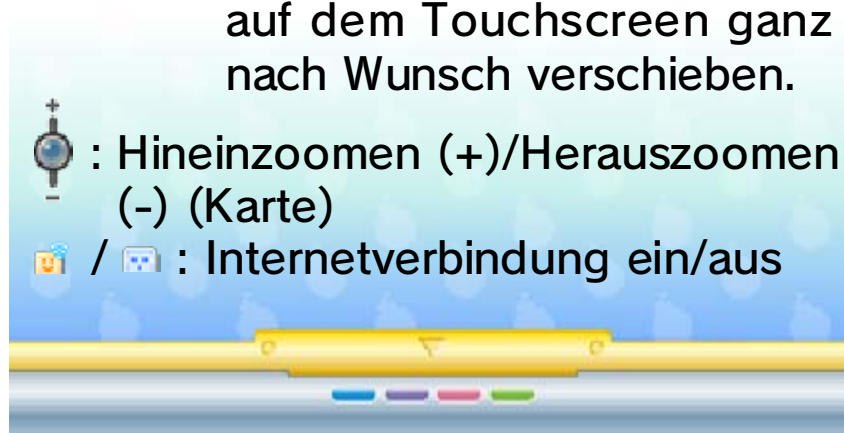 auf dem Touchscreen ganz
nach Wunsch verschieben.
+
: Hineinzoomen (+)/Herauszoomen
-
(-) (Karte)
/ : Internetverbindung ein/aus